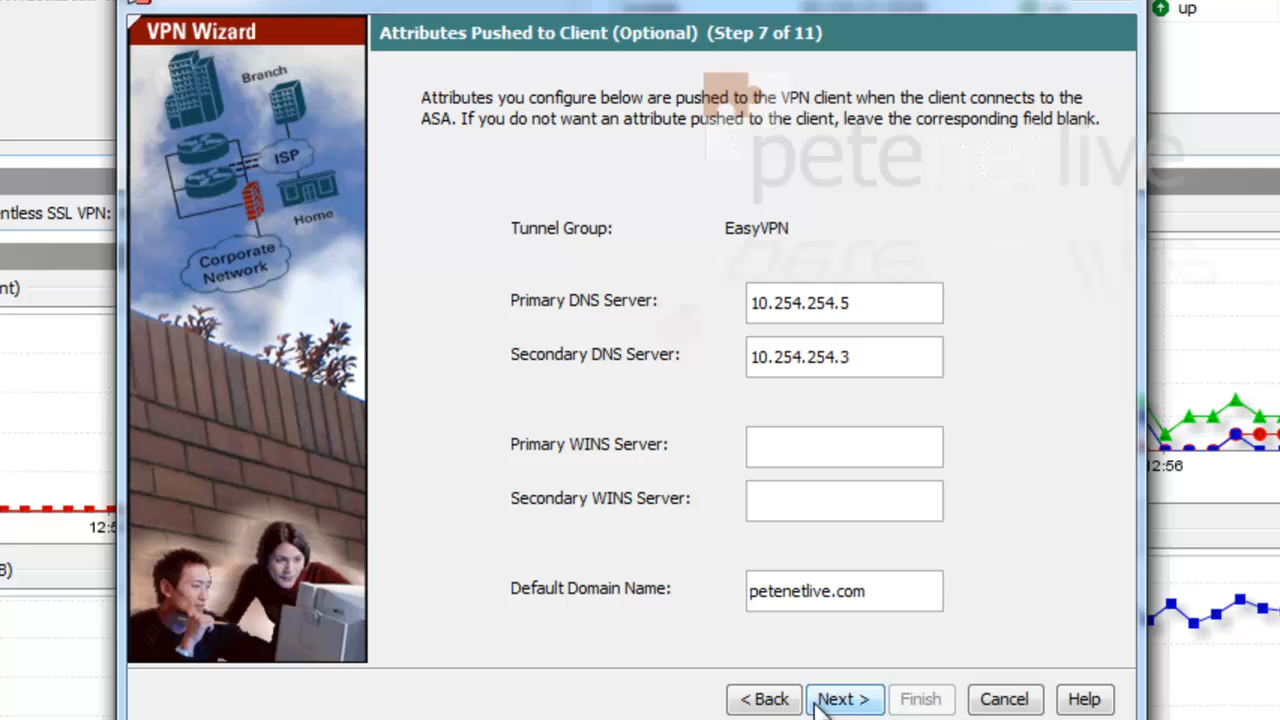 up
VPN Wizard
Attributes Pushed to Client (Optional) (Step 7 of 11)
Branch
ISP
Home
Corporate
Network
Attributes you configure below are pushed to the VPN client when the client connects to the
ASA. If you do not want an attribute pushed to the client, leave the corresponding field blank.
petenetlive
ntless SSL VPN:
Tunnel Group: EasyVPN
nt)
Primary DNS Server: 10.254.254.5
Secondary DNS Server: 10.254.254.3
Primary WINS Server:
12:56
Secondary WINS Server:
12:5
B)
Default Domain Name: petenetlive.com
< Back Next > Finish Cancel Help